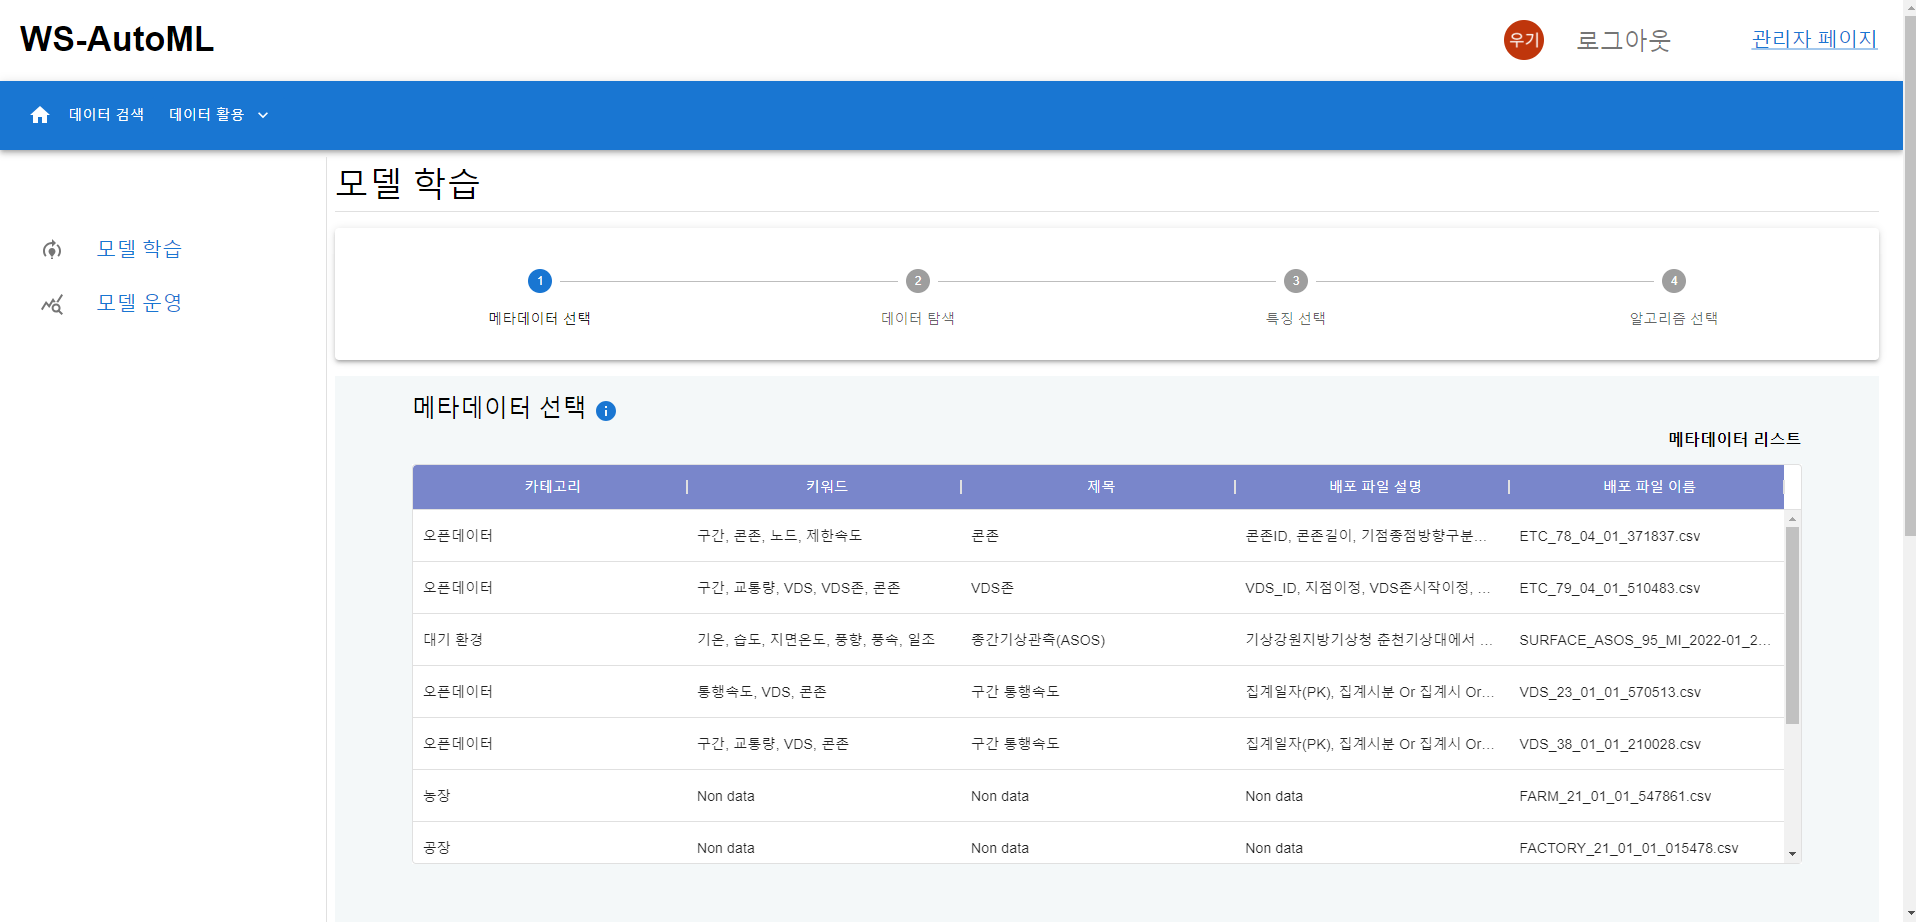 WS-AutoML
우기 로그아웃 관리자 페이지
데이터 검색 데이터 활용
모델 학습
모델 학습
모델 운영
1 2 3 4
메타데이터 선택 데이터 탐색 특징 선택 알고리즘 선택
메타데이터 선택 i
메타데이터 리스트
카테고리 | 키워드 | 제목 | 배포 파일 설명 | 배포 파일 이름
오픈데이터 구간, 콘존, 노드, 제한속도 콘존 콘존ID, 콘존길이, 기점종점방향구분... ETC_78_04_01_371837.csv
오픈데이터 구간, 교통량, VDS, VDS존, 콘존 VDS존 VDS_ID, 지점이정, VDS존시작이정, ... ETC_79_04_01_510483.csv
대기 환경 기온, 습도, 지면온도, 풍향, 풍속, 일조 종간기상관측(ASOS) 기상강원지방기상청 춘천기상대에서 ... SURFACE_ASOS_95_MI_2022-01_2...
오픈데이터 통행속도, VDS, 콘존 구간 통행속도 집계일자(PK), 집계시분 Or 집계시 Or... VDS_23_01_01_570513.csv
오픈데이터 구간, 교통량, VDS, 콘존 구간 통행속도 집계일자(PK), 집계시분 Or 집계시 Or... VDS_38_01_01_210028.csv
농장 Non data Non data Non data FARM_21_01_01_547861.csv
공장 Non data Non data Non data FACTORY_21_01_01_015478.csv